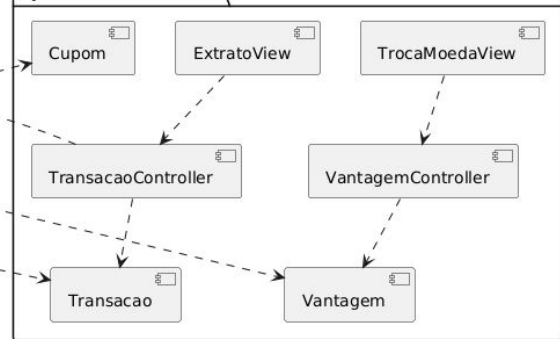 Cupom
ExtratoView
TrocaMoedaView
TransacaoController
VantagemController
Transacao
Vantagem